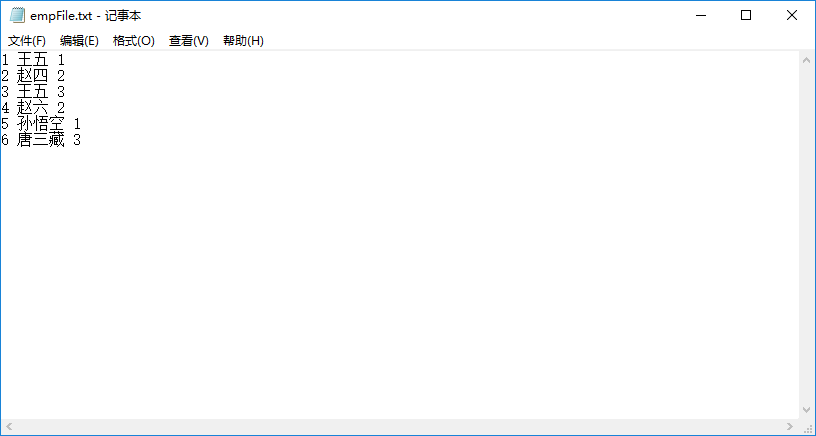 empFile.txt - 记事本
文件(F) 编辑(E) 格式(O) 查看(V) 帮助(H)
1 王五 1
2 赵四 2
3 王五 3
4 赵六 2
5 孙悟空 1
6 唐三藏 3